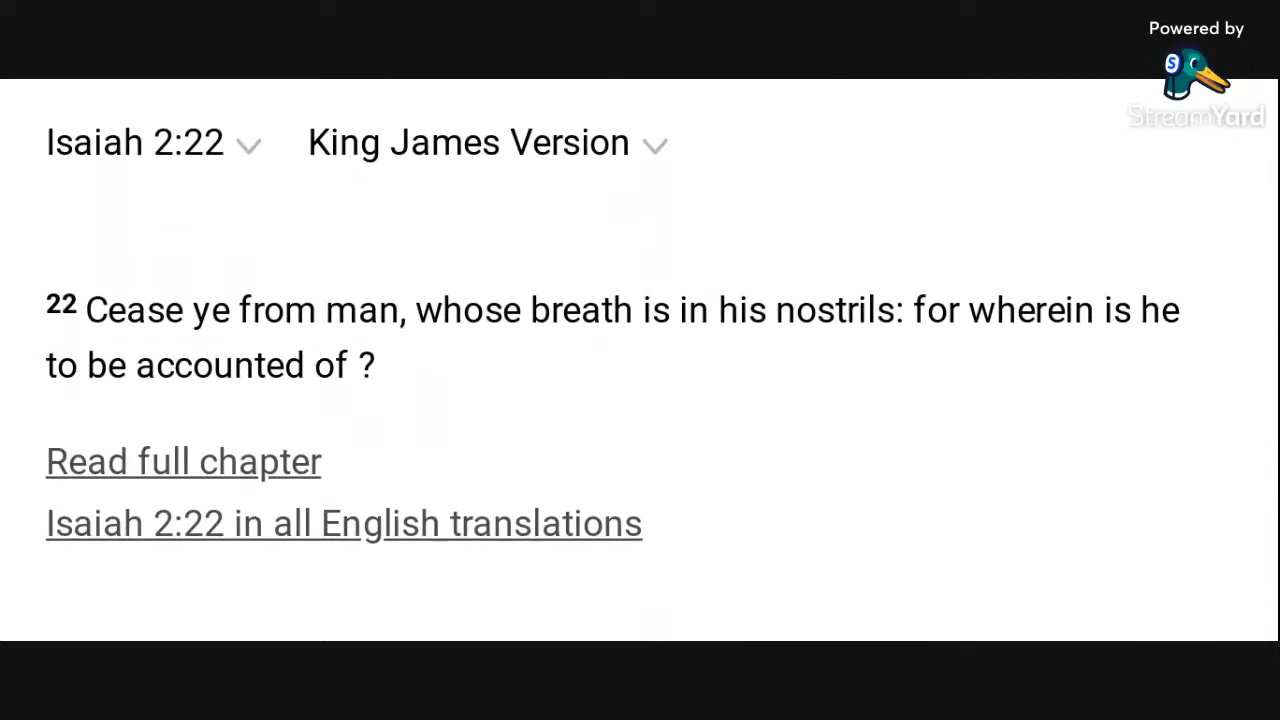 Powered by
S
StreamYard
Isaiah 2:22 King James Version
22 Cease ye from man, whose breath is in his nostrils: for wherein is he
to be accounted of ?
Read full chapter
Isaiah 2:22 in all English translations